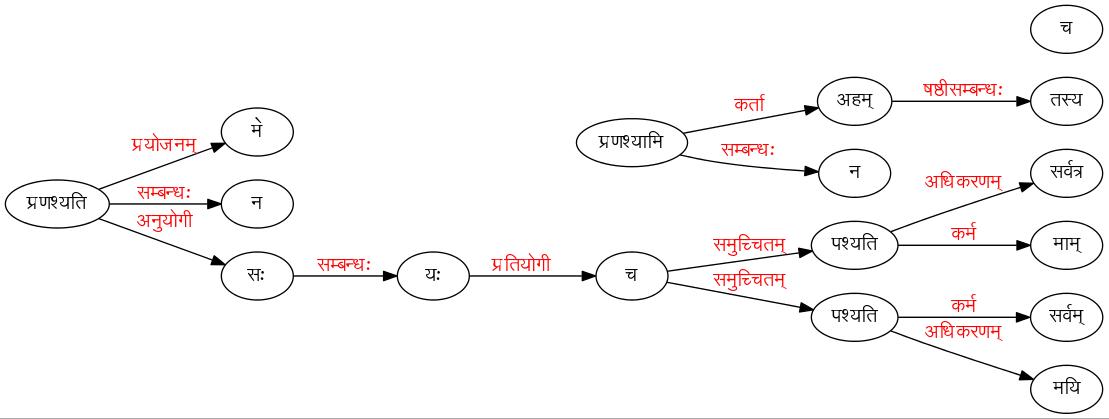 च
प्रणश्यति
प्रयोजनम्
मे
सम्बन्धः
न
अनुयोगी
सः
सम्बन्धः
यः
प्रतियोगी
च
समुच्चितम्
पश्यति
अधिकरणम्
सर्वत्र
कर्म
माम्
समुच्चितम्
पश्यति
कर्म
सर्वम्
अधिकरणम्
मयि
प्रणश्यामि
कर्ता
अहम्
षष्ठीसम्बन्धः
तस्य
सम्बन्धः
न